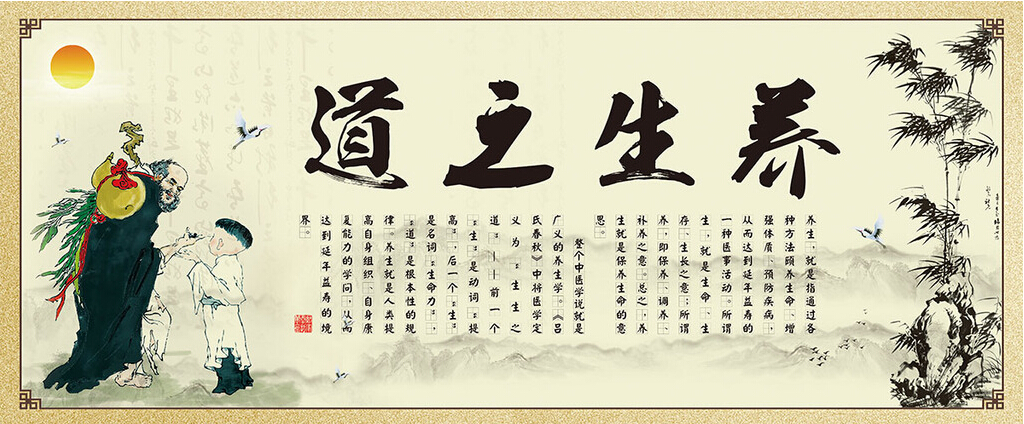 养生之道
养生，就是指通过各
种方法颐养生命、增
强体质、预防疾病，
从而达到延年益寿的
一种医事活动。所谓
生，就是生命、生
存、生长之意；所谓
养，即保养、调养、
补养之意。总之，养
生就是保养生命的意
思。
整个中医学说就是
广义的养生学。《吕
氏春秋》中将医学定
义为“生生之
道”——前一个
“生”是动词：提
高，后一个“生”
是名词：生命力。
“道”是根本性的规
律。养生就是人类提
高自身组织、自身康
复能力的学问，从而
达到延年益寿的境
界。